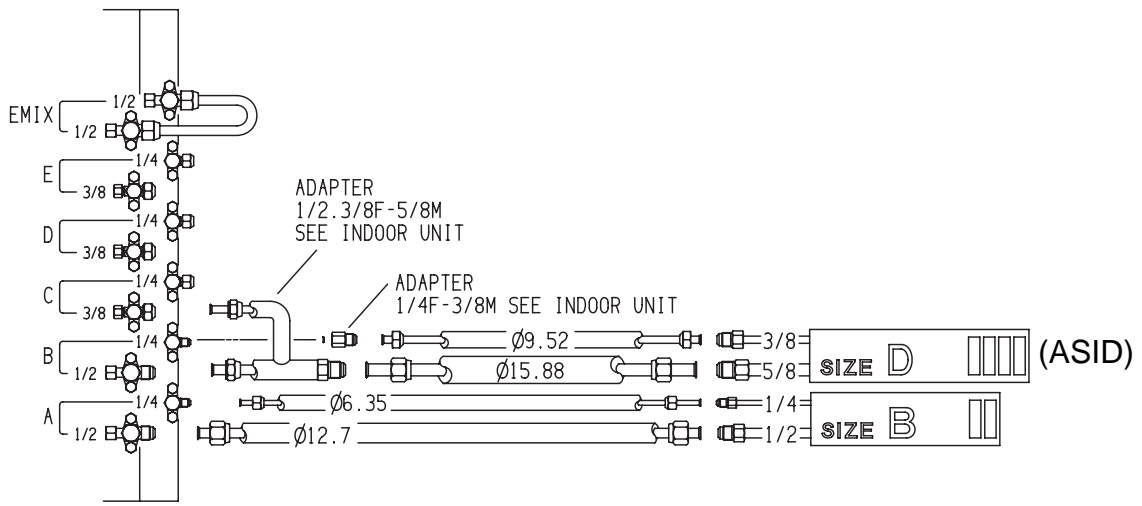 EMIX
1/2
1/2
E
1/4
3/8
D
1/4
3/8
C
1/4
3/8
B
1/4
1/2
A
1/4
1/2
ADAPTER
1/2.3/8F-5/8M
SEE INDOOR UNIT
ADAPTER
1/4F-3/8M SEE INDOOR UNIT
Ø9.52
3/8
Ø15.88
5/8
SIZE D
(ASID)
Ø6.35
1/4
Ø12.7
1/2
SIZE B